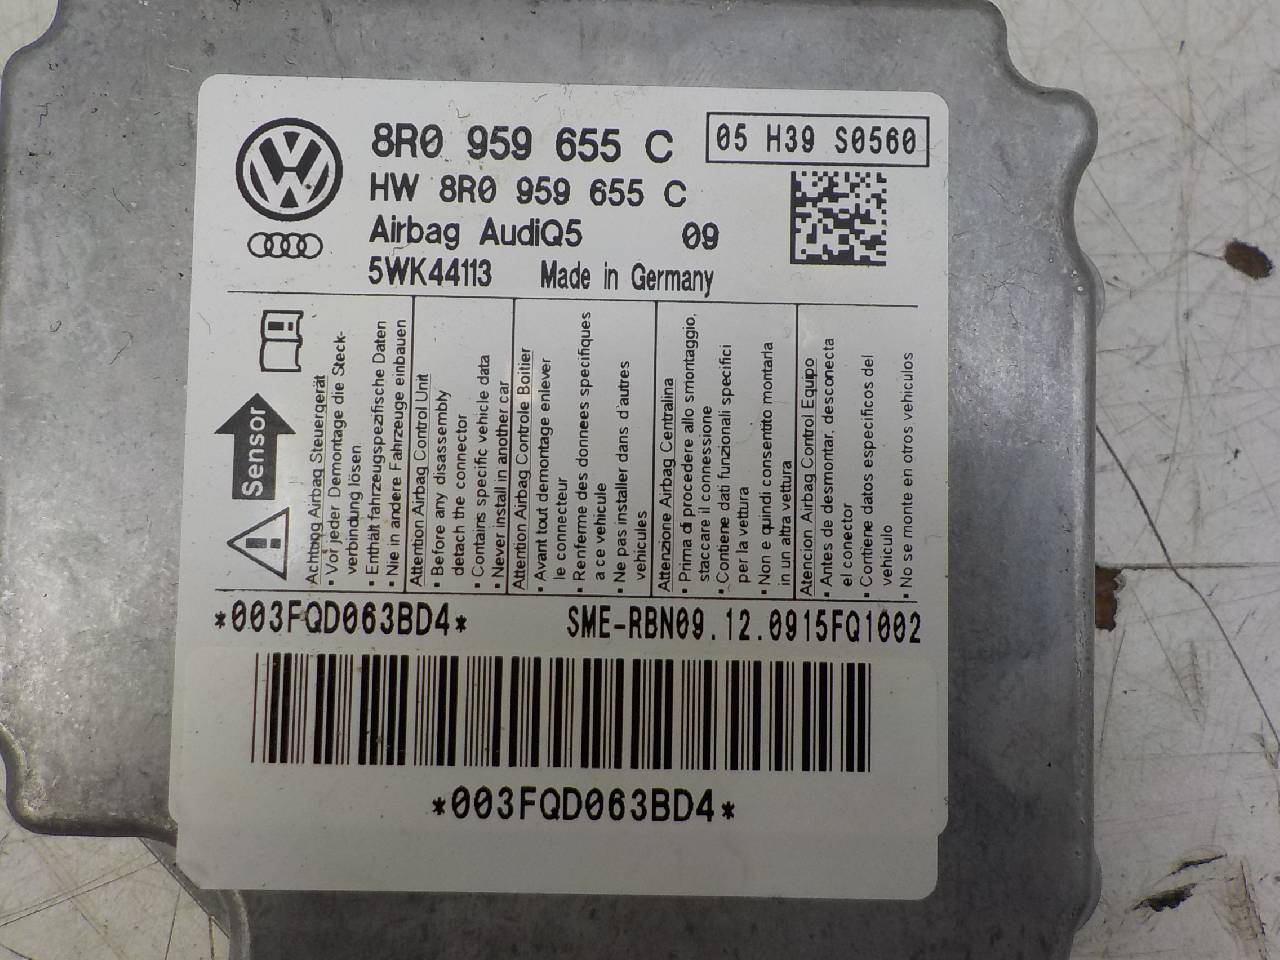 8R0 959 655 C
05 H39 S0560
HW 8R0 959 655 C
Airbag AudiQ5 09
5WK44113 Made in Germany
Sensor
Achtung Airbag Steuergerät
• Vor jeder Demontage die Steck-
verbindung lösen
• Enthält fahrzeugspezifische Daten
• Nie in andere Fahrzeuge einbauen
Attention Airbag Control Unit
• Before any disassembly
detach the connector
• Contains specific vehicle data
• Never install in another car
Attention Airbag Controle Boitier
• Avant tout demontage enlever
le connecteur
• Renferme des donnees specifiques
a ce vehicule
• Ne pas installer dans d'autres
vehicules
Attenzione Airbag Centralina
• Prima di procedere allo smontaggio,
staccare il connessione
• Contiene dati funzionali specifici
per la vettura
• Non e quindi consentito montarla
in un altra vettura
Atencion Airbag Control Equipo
• Antes de desmontar, desconecta
el conector
• Contiene datos especificos del
vehiculo
• No se monte en otros vehiculos
*003FQD063BD4*
SME-RBN09.12.0915FQ1002
*003FQD063BD4*